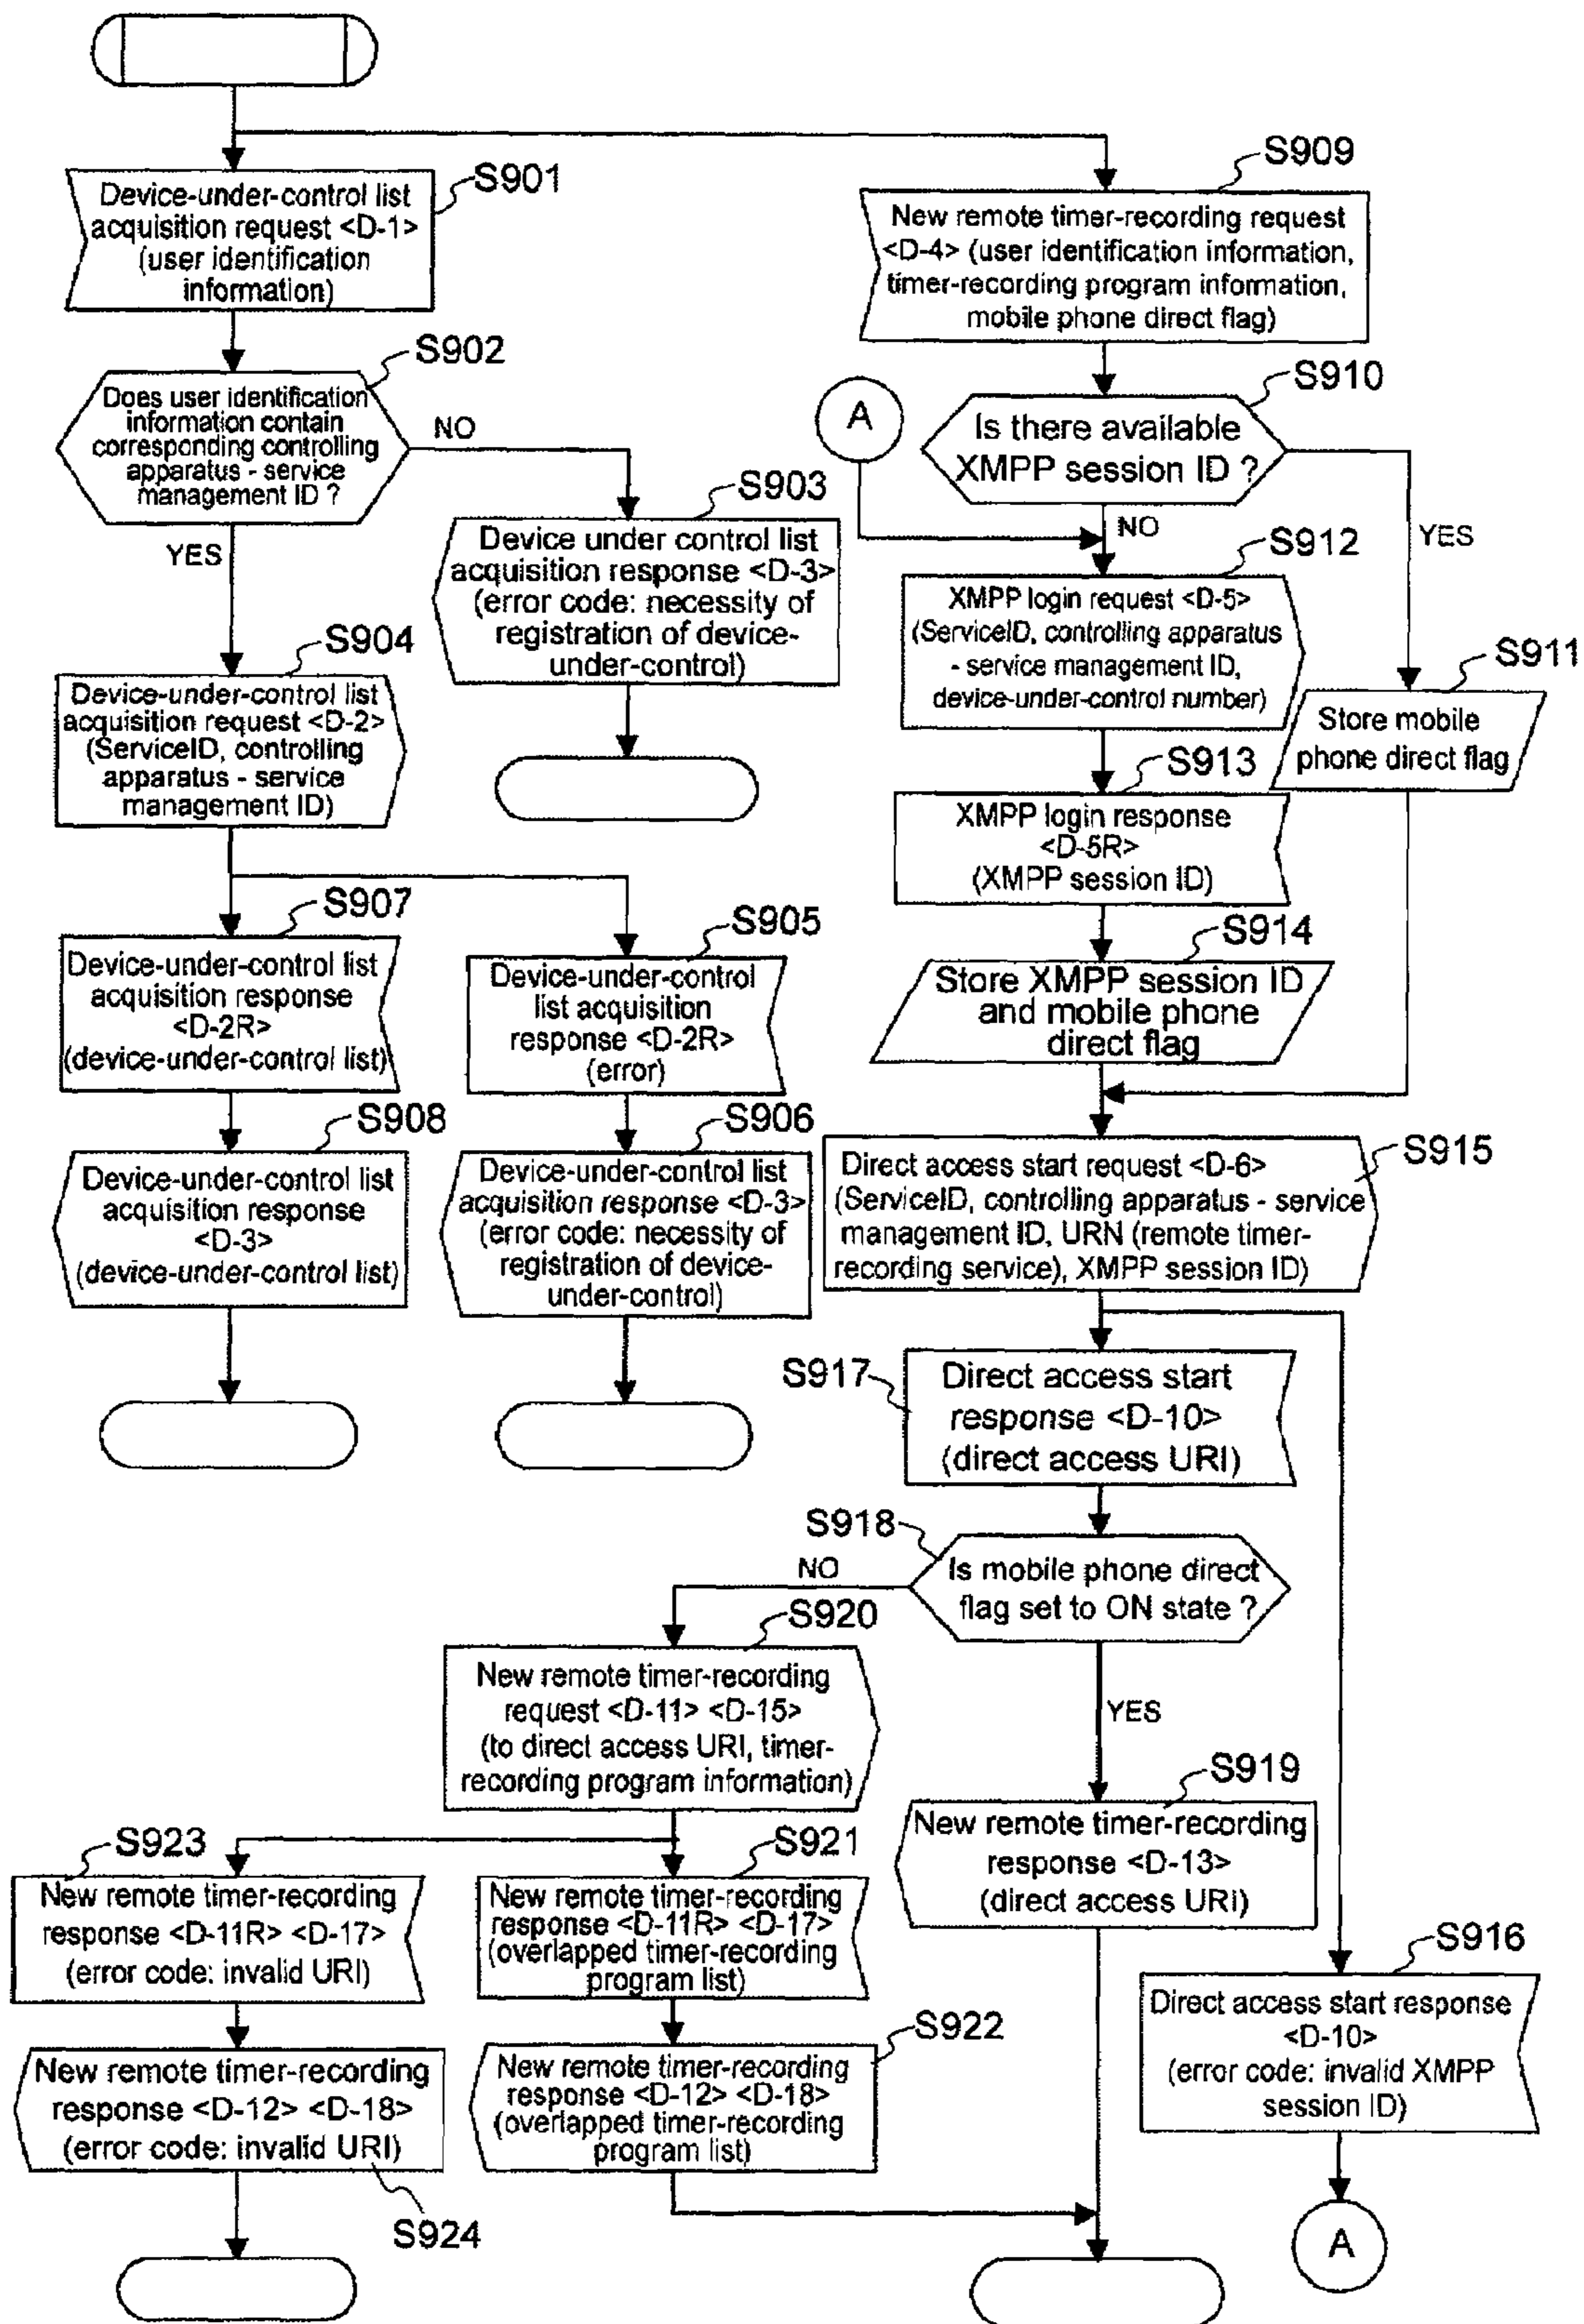 S901
Device-under-control list
acquisition request <D-1>
(user identification
information)
S902
Does user identification
information contain
corresponding controlling
apparatus - service
management ID ?
NO
YES
S903
Device under control list
acquisition response <D-3>
(error code: necessity of
registration of device-
under-control)
S904
Device-under-control list
acquisition request <D-2>
(ServiceID, controlling
apparatus - service
management ID)
S907
Device-under-control list
acquisition response
<D-2R>
(device-under-control list)
S905
Device-under-control
list acquisition
response <D-2R>
(error)
S908
Device-under-control list
acquisition response
<D-3>
(device-under-control list)
S906
Device-under-control list
acquisition response <D-3>
(error code: necessity of
registration of device-
under-control)
S909
New remote timer-recording request
<D-4> (user identification information,
timer-recording program information,
mobile phone direct flag)
A
S910
Is there available
XMPP session ID ?
NO
YES
S912
XMPP login request <D-5>
(ServiceID, controlling apparatus
- service management ID,
device-under-control number)
S911
Store mobile
phone direct flag
S913
XMPP login response
<D-5R>
(XMPP session ID)
S914
Store XMPP session ID
and mobile phone
direct flag
S915
Direct access start request <D-6>
(ServiceID, controlling apparatus - service
management ID, URN (remote timer-
recording service), XMPP session ID)
S917
Direct access start
response <D-10>
(direct access URI)
S918
Is mobile phone direct
flag set to ON state ?
NO
YES
S920
New remote timer-recording
request <D-11> <D-15>
(to direct access URI, timer-
recording program information)
S919
New remote timer-recording
response <D-13>
(direct access URI)
S923
New remote timer-recording
response <D-11R> <D-17>
(error code: invalid URI)
S921
New remote timer-recording
response <D-11R> <D-17>
(overlapped timer-recording
program list)
S916
Direct access start response
<D-10>
(error code: invalid XMPP
session ID)
S924
New remote timer-recording
response <D-12> <D-18>
(error code: invalid URI)
S922
New remote timer-recording
response <D-12> <D-18>
(overlapped timer-recording
program list)
A